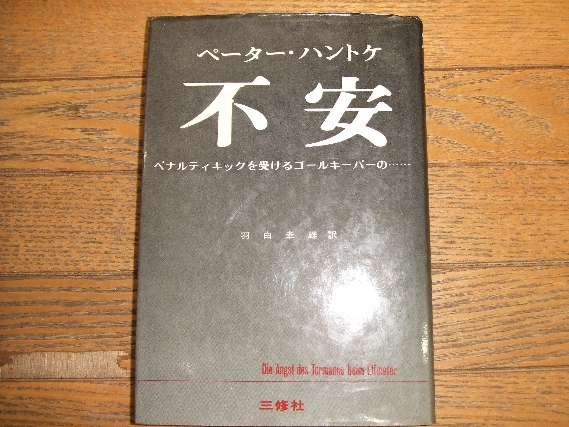 ペーター・ハントケ
不安
ペナルティキックを受けるゴールキーパーの……
羽白幸雄訳
Die Angst des Tormanns beim Elfmeter
三修社